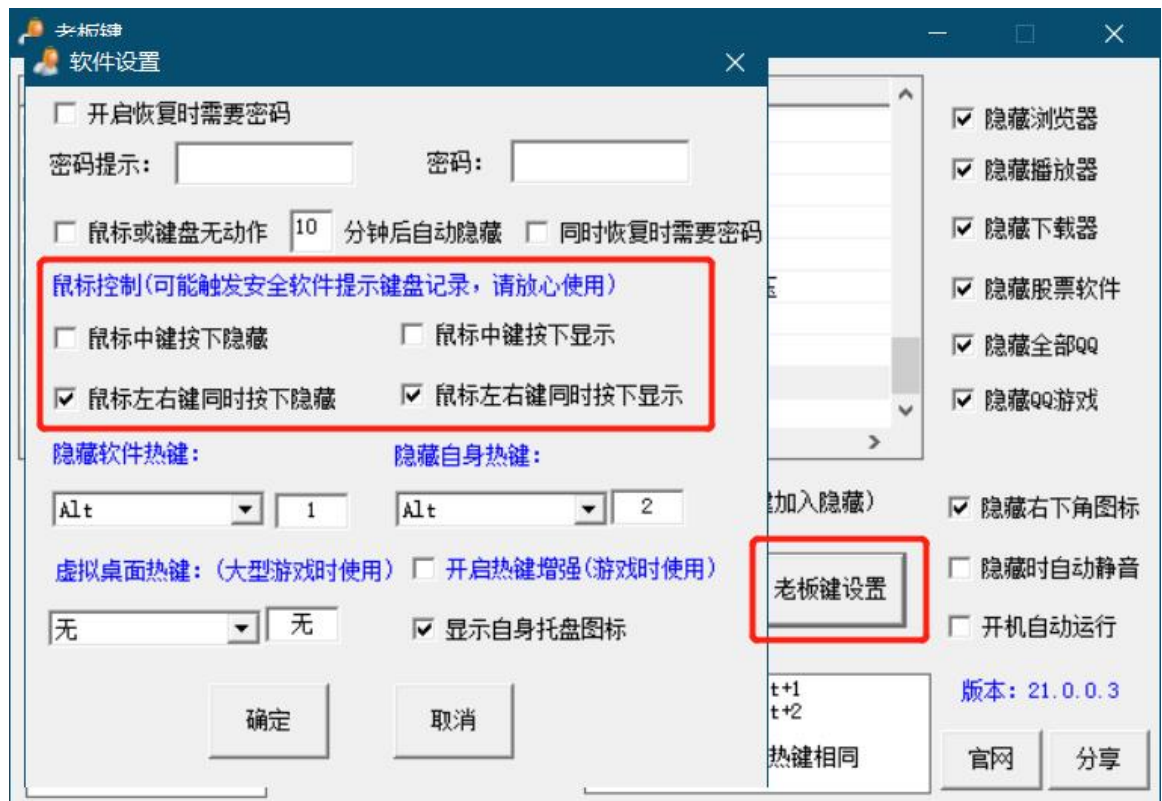 老板键
软件设置
开启恢复时需要密码
密码提示：
密码：
鼠标或键盘无动作 10 分钟后自动隐藏
同时恢复时需要密码
鼠标控制(可能触发安全软件提示键盘记录，请放心使用)
鼠标中键按下隐藏
鼠标中键按下显示
鼠标左右键同时按下隐藏
鼠标左右键同时按下显示
隐藏软件热键：
隐藏自身热键：
Alt 1
Alt 2
虚拟桌面热键：(大型游戏时使用)
开启热键增强(游戏时使用)
无 无
显示自身托盘图标
确定
取消
隐藏浏览器
隐藏播放器
隐藏下载器
隐藏股票软件
隐藏全部QQ
隐藏QQ游戏
加入隐藏)
隐藏右下角图标
老板键设置
隐藏时自动静音
开机自动运行
t+1
t+2
热键相同
版本：21.0.0.3
官网
分享